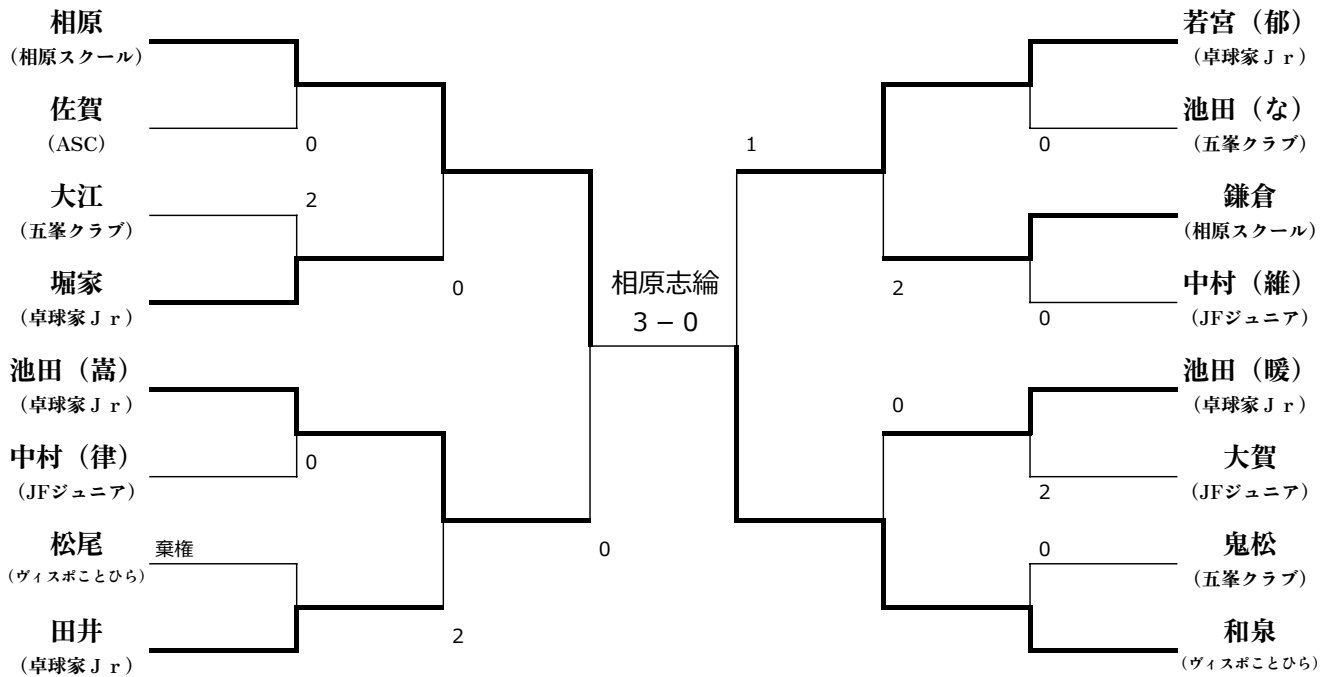 相原
（相原スクール）
佐賀
（ASC）
0
大江
2
（五峯クラブ）
堀家
（卓球家Ｊｒ）
0
池田（嵩）
（卓球家Ｊｒ）
中村（律）
0
（JFジュニア）
松尾
棄権
（ヴィスポことひら）
0
田井
2
（卓球家Ｊｒ）
相原志綸
3－0
若宮（郁）
（卓球家Ｊｒ）
1
池田（な）
0
（五峯クラブ）
鎌倉
（相原スクール）
2
中村（維）
0
（JFジュニア）
池田（暖）
0
（卓球家Ｊｒ）
大賀
2
（JFジュニア）
0
鬼松
（五峯クラブ）
和泉
（ヴィスポことひら）